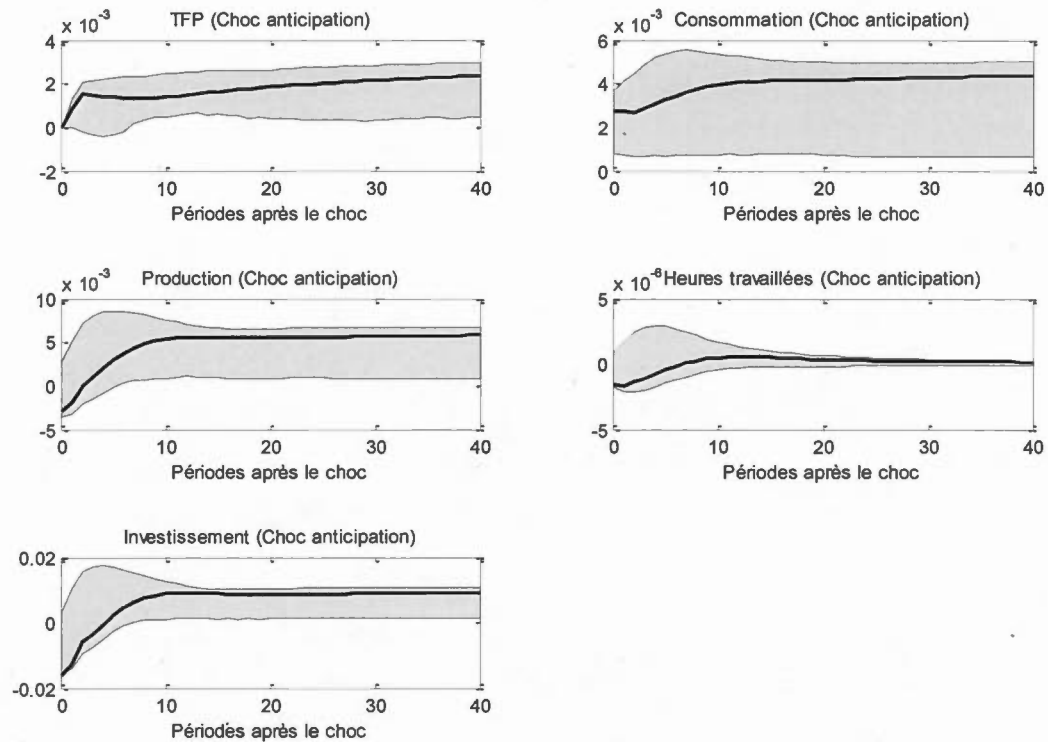 TFP (Choc anticipation)
x 10⁻³
4
2
0
-2
0 10 20 30 40
Périodes après le choc
Consommation (Choc anticipation)
x 10⁻³
6
4
2
0
0 10 20 30 40
Périodes après le choc
Production (Choc anticipation)
x 10⁻³
10
5
0
-5
0 10 20 30 40
Périodes après le choc
x 10⁻⁶ Heures travaillées (Choc anticipation)
5
0
-5
0 10 20 30 40
Périodes après le choc
Investissement (Choc anticipation)
0.02
0
-0.02
0 10 20 30 40
Périodes après le choc